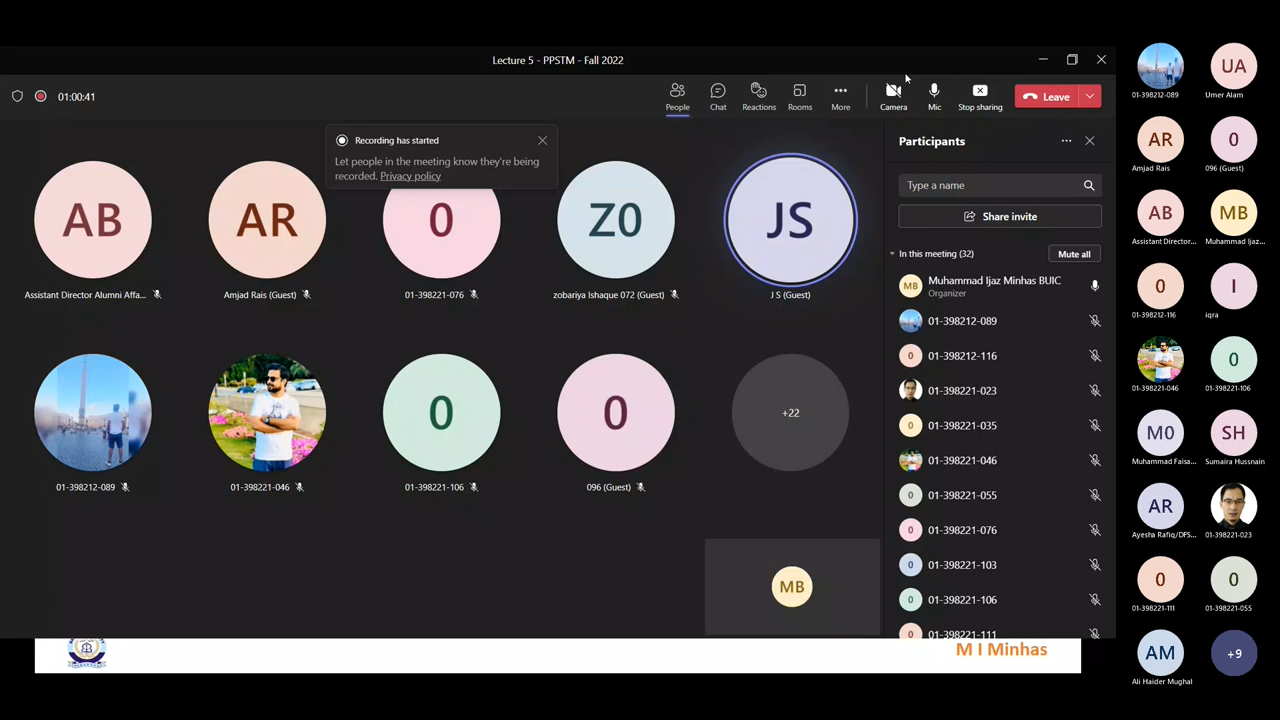 Lecture 5 - PPSTM - Fall 2022
01:00:41
People
Chat
Reactions
Rooms
More
Camera
Mic
Stop sharing
Leave
Recording has started
Let people in the meeting know they're being
recorded. Privacy policy
AB
Assistant Director Alumni Affa...
AR
Amjad Rais (Guest)
0
01-398221-076
Z0
zobariya Ishaque 072 (Guest)
JS
J S (Guest)
01-398212-089
01-398221-046
0
01-398221-106
0
096 (Guest)
+22
MB
Participants
Type a name
Share invite
In this meeting (32)
Mute all
MB
Muhammad Ijaz Minhas BUIC
Organizer
01-398212-089
0
01-398212-116
01-398221-023
0
01-398221-035
01-398221-046
0
01-398221-055
0
01-398221-076
0
01-398221-103
0
01-398221-106
0
01-398221-111
M I Minhas
01-398212-089
UA
Umer Alam
AR
Amjad Rais
0
096 (Guest)
AB
Assistant Director...
MB
Muhammad Ijaz...
0
01-398212-116
I
iqra
01-398221-046
0
01-398221-106
M0
Muhammad Faisa...
SH
Sumaira Hussnain
AR
Ayesha Rafiq/DFS...
01-398221-023
0
01-398221-111
0
01-398221-055
AM
Ali Haider Mughal
+9